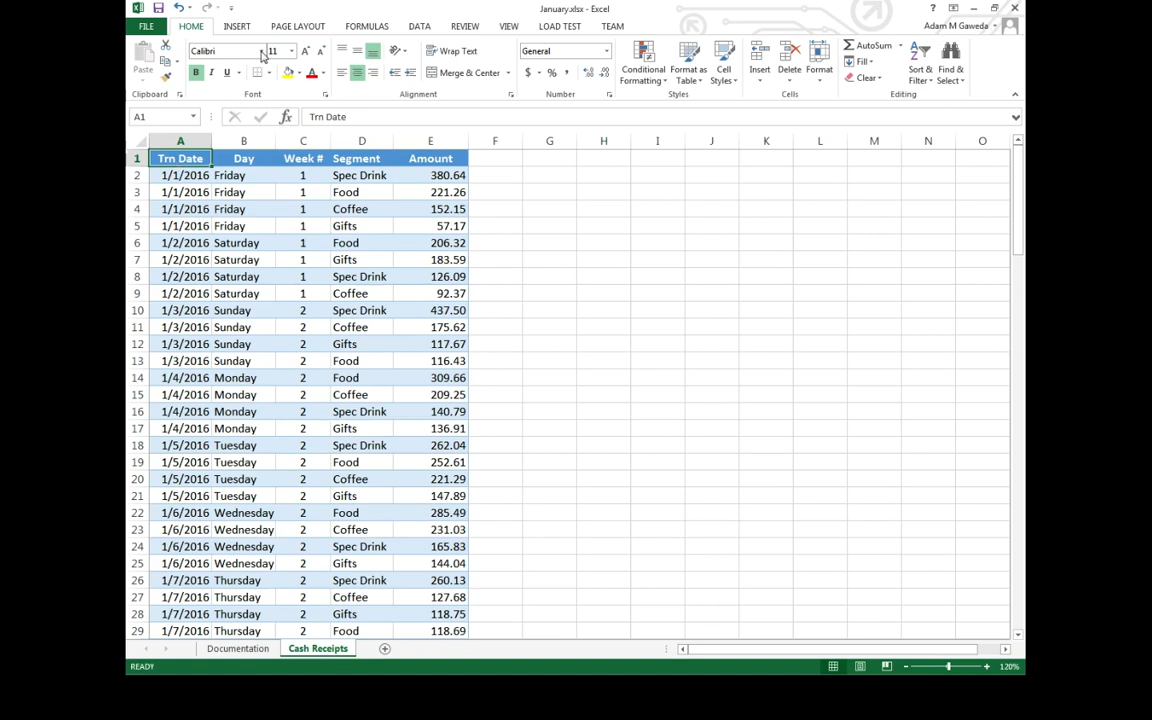 January.xlsx - Excel
FILE HOME INSERT PAGE LAYOUT FORMULAS DATA REVIEW VIEW LOAD TEST TEAM Adam M Gaweda
Calibri 11 Wrap Text General AutoSum
Paste B I U Merge & Center $ % , Conditional Formatting Format as Table Cell Styles Insert Delete Format Fill Clear Sort & Filter Find & Select
Clipboard Font Alignment Number Styles Cells Editing
A1 fx Trn Date
A B C D E F G H I J K L M N O
1 Trn Date Day Week # Segment Amount
2 1/1/2016 Friday 1 Spec Drink 380.64
3 1/1/2016 Friday 1 Food 221.26
4 1/1/2016 Friday 1 Coffee 152.15
5 1/1/2016 Friday 1 Gifts 57.17
6 1/2/2016 Saturday 1 Food 206.32
7 1/2/2016 Saturday 1 Gifts 183.59
8 1/2/2016 Saturday 1 Spec Drink 126.09
9 1/2/2016 Saturday 1 Coffee 92.37
10 1/3/2016 Sunday 2 Spec Drink 437.50
11 1/3/2016 Sunday 2 Coffee 175.62
12 1/3/2016 Sunday 2 Gifts 117.67
13 1/3/2016 Sunday 2 Food 116.43
14 1/4/2016 Monday 2 Food 309.66
15 1/4/2016 Monday 2 Coffee 209.25
16 1/4/2016 Monday 2 Spec Drink 140.79
17 1/4/2016 Monday 2 Gifts 136.91
18 1/5/2016 Tuesday 2 Spec Drink 262.04
19 1/5/2016 Tuesday 2 Food 252.61
20 1/5/2016 Tuesday 2 Coffee 221.29
21 1/5/2016 Tuesday 2 Gifts 147.89
22 1/6/2016 Wednesday 2 Food 285.49
23 1/6/2016 Wednesday 2 Coffee 231.03
24 1/6/2016 Wednesday 2 Spec Drink 165.83
25 1/6/2016 Wednesday 2 Gifts 144.04
26 1/7/2016 Thursday 2 Spec Drink 260.13
27 1/7/2016 Thursday 2 Coffee 127.68
28 1/7/2016 Thursday 2 Gifts 118.75
29 1/7/2016 Thursday 2 Food 118.69
Documentation Cash Receipts
READY 120%